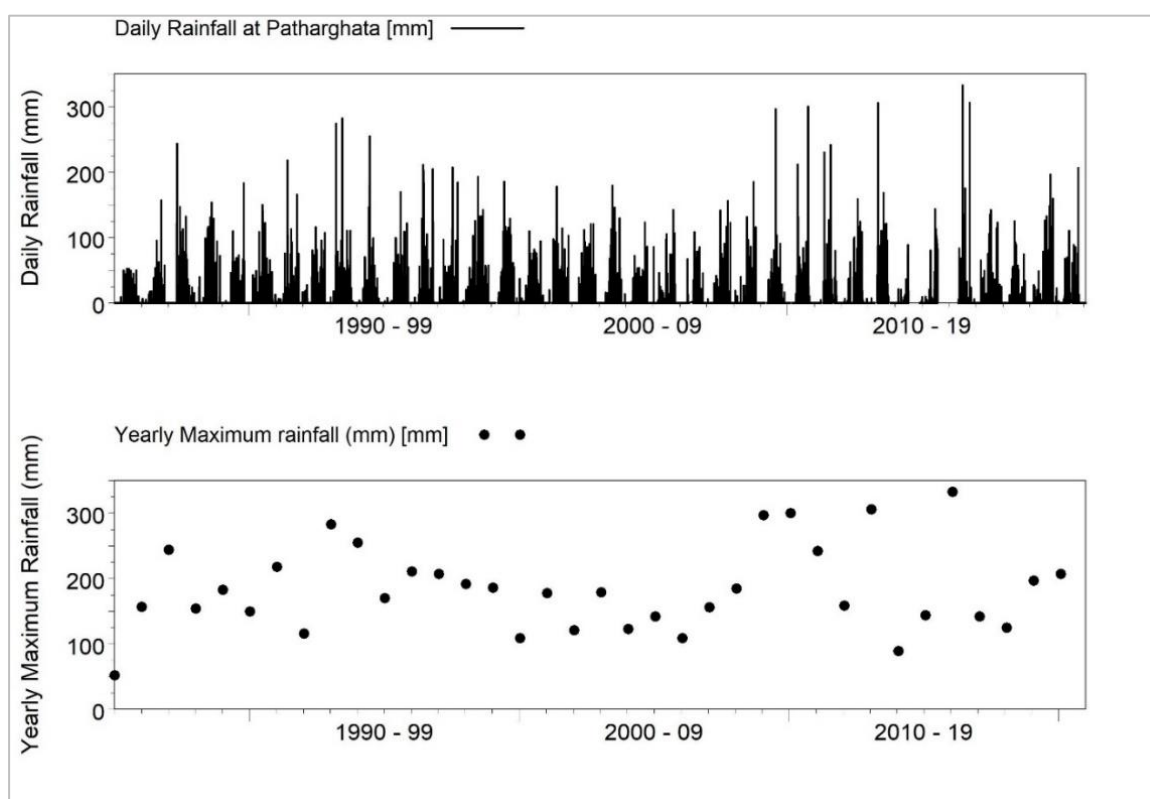 Daily Rainfall at Patharghata [mm]
Daily Rainfall (mm)
300
200
100
0
1990 - 99
2000 - 09
2010 - 19
Yearly Maximum rainfall (mm) [mm]
Yearly Maximum Rainfall (mm)
300
200
100
0
1990 - 99
2000 - 09
2010 - 19